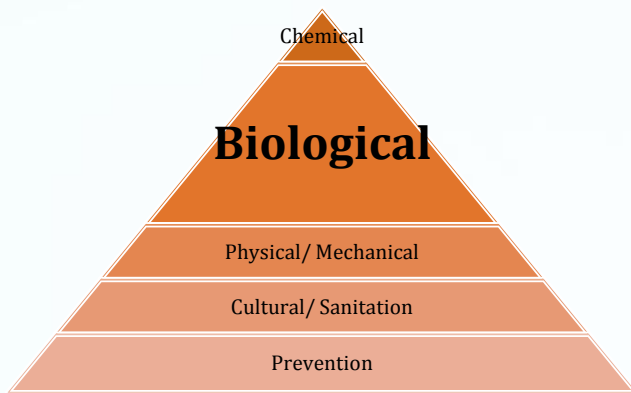 Chemical
Biological
Physical/ Mechanical
Cultural/ Sanitation
Prevention